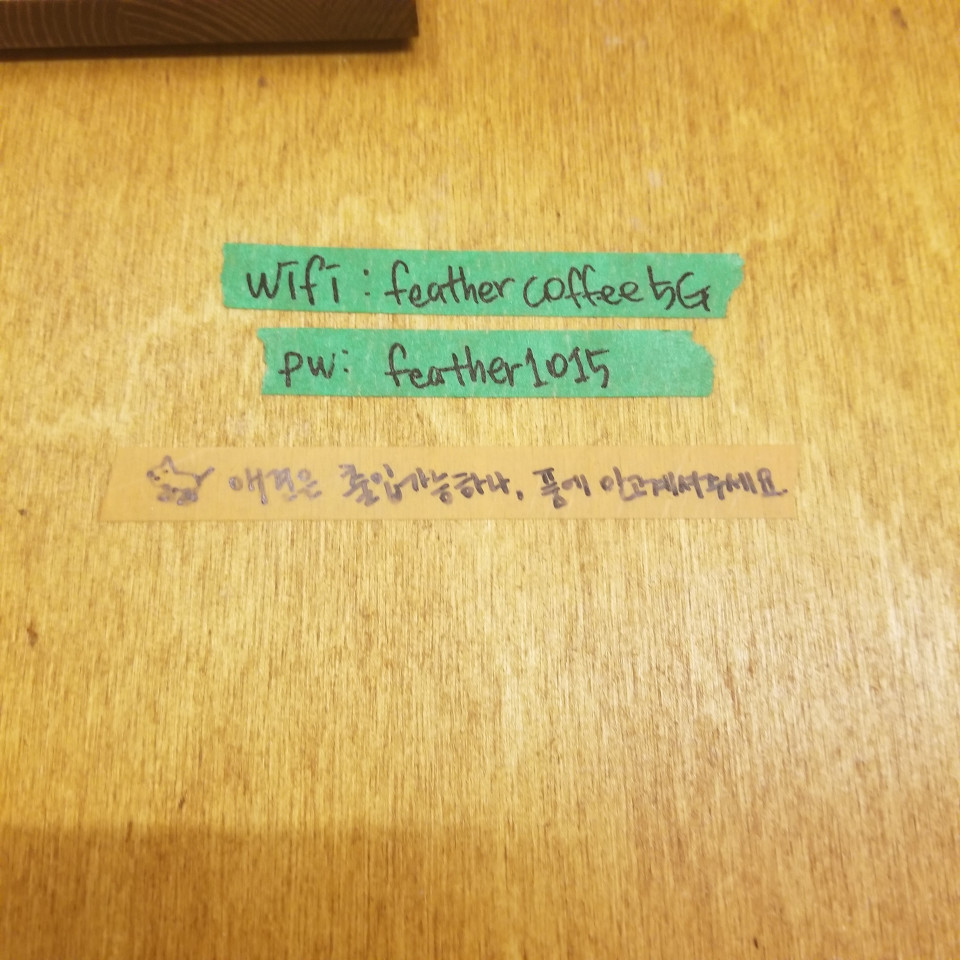 wifi : feather coffee 5G
pw: feather1015
애견은 출입가능하나, 품에 안고계셔주세요